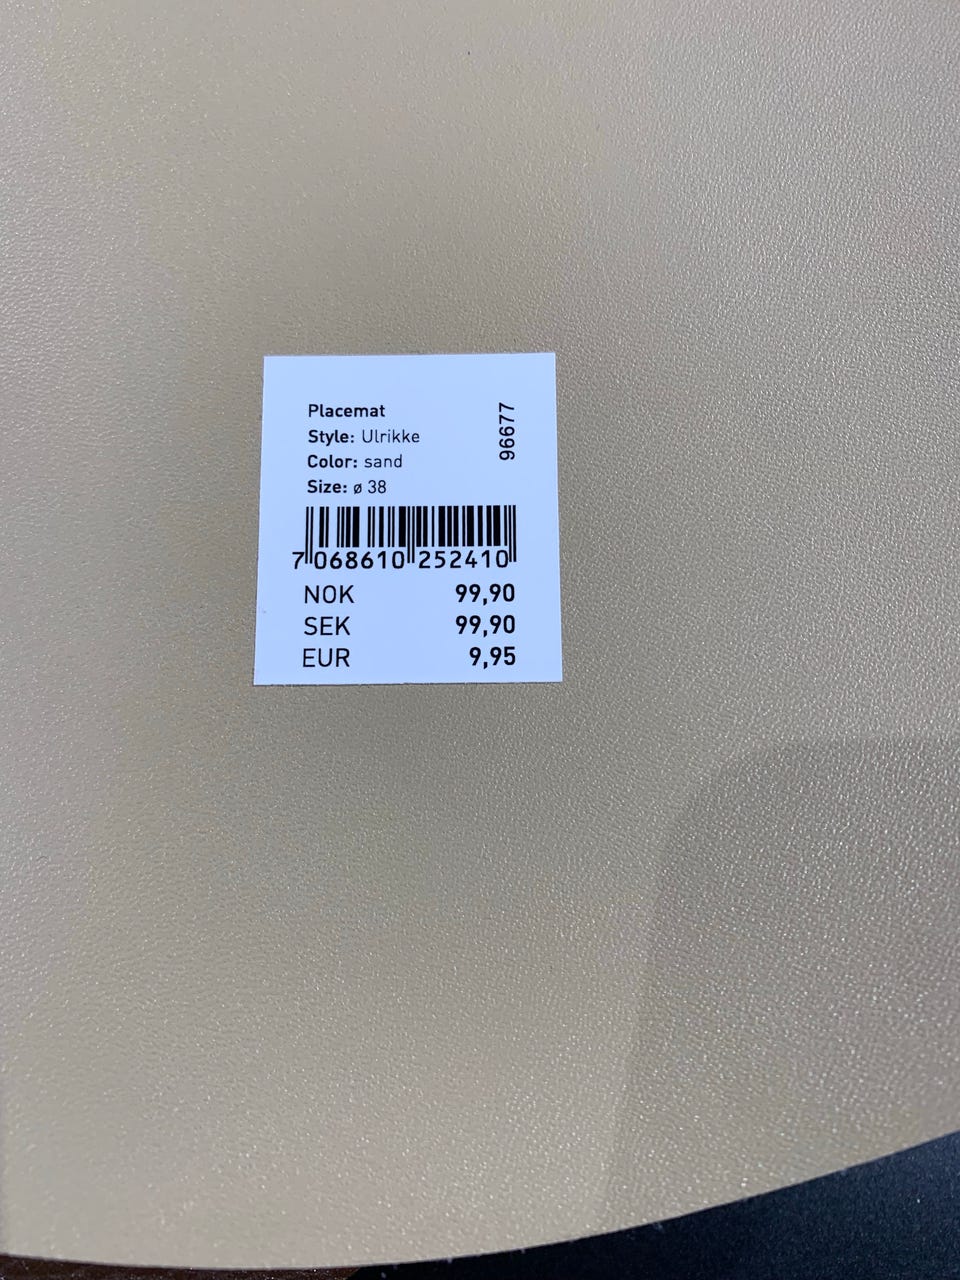 Placemat
Style: Ulrikke
Color: sand
Size: ø 38
96677
7 068610 252410
NOK 99,90
SEK 99,90
EUR 9,95